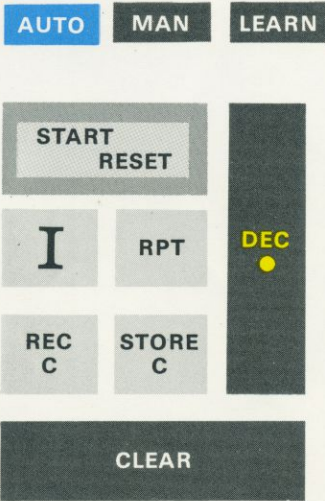 AUTO MAN LEARN
START
RESET
I RPT DEC
REC
C
STORE
C
CLEAR